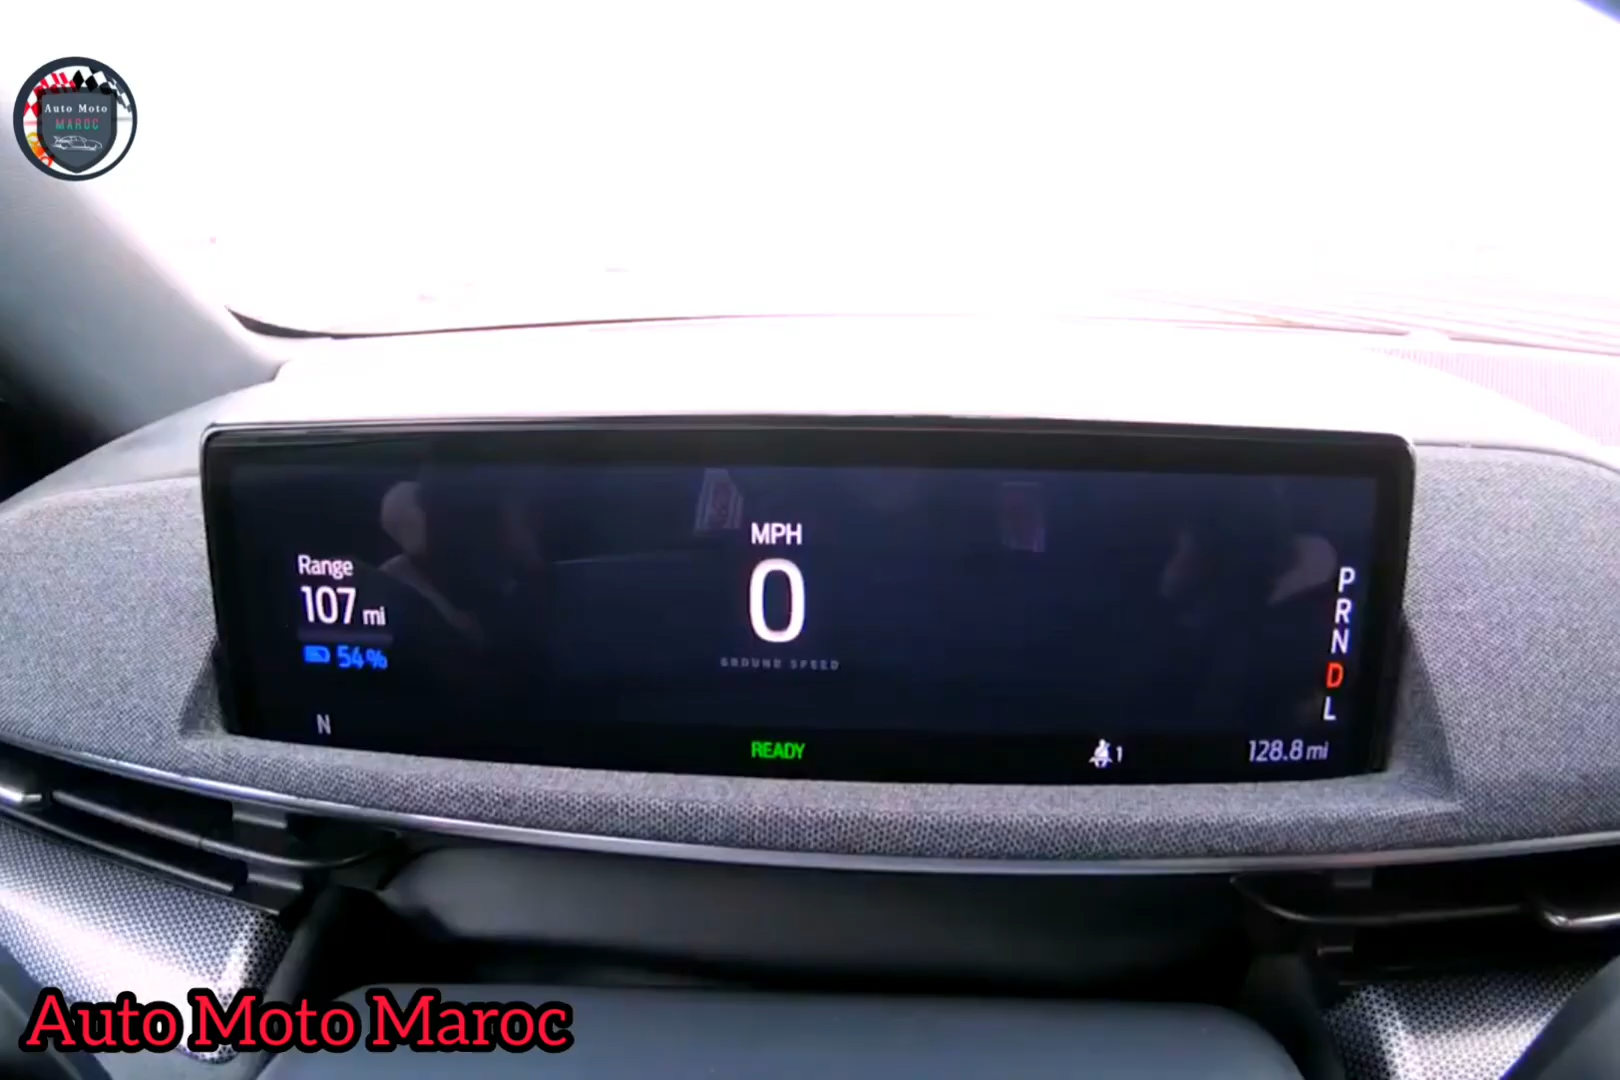 Auto Moto
MAROC
MPH
0
GROUND SPEED
Range
107 mi
54%
N
READY
1
P
R
N
D
L
128.8 mi
Auto Moto Maroc